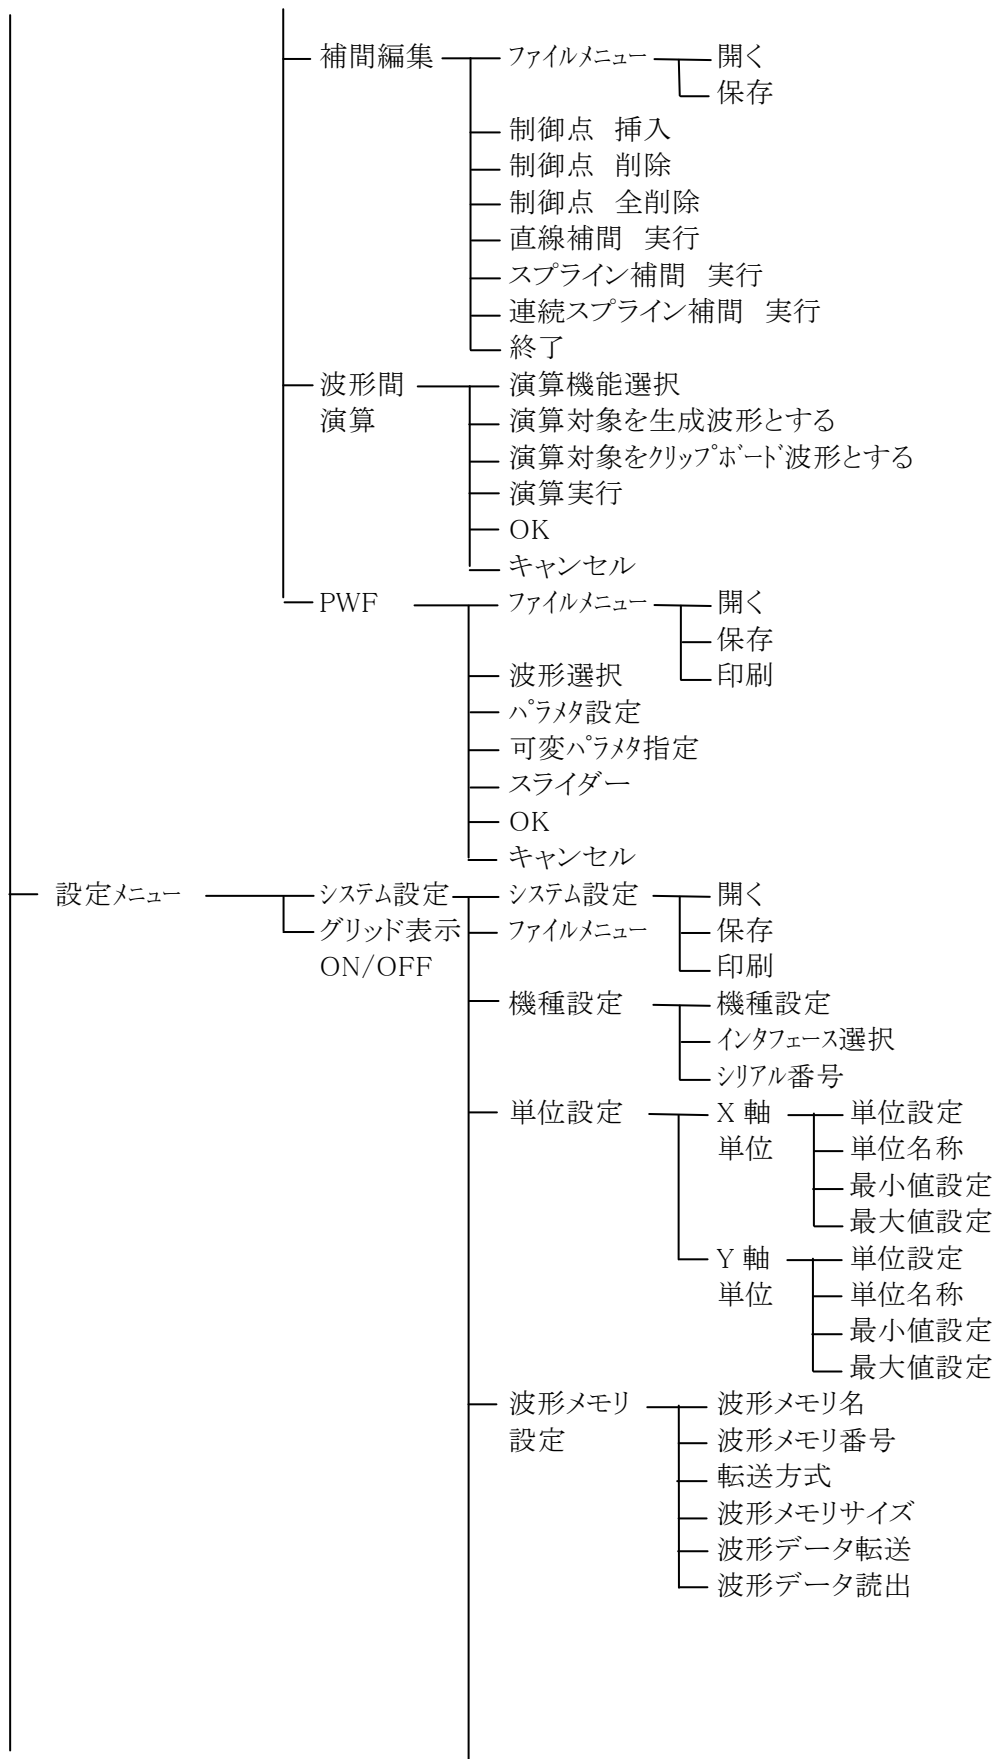 補間編集 ファイルメニュー 開く
保存
制御点 挿入
制御点 削除
制御点 全削除
直線補間 実行
スプライン補間 実行
連続スプライン補間 実行
終了
波形間 演算機能選択
演算 演算対象を生成波形とする
演算対象をクリップボード波形とする
演算実行
OK
キャンセル
PWF ファイルメニュー 開く
保存
波形選択 印刷
パラメタ設定
可変パラメタ指定
スライダー
OK
キャンセル
設定メニュー システム設定 システム設定 開く
グリッド表示 ファイルメニュー 保存
ON/OFF 印刷
機種設定 機種設定
インタフェース選択
シリアル番号
単位設定 X 軸 単位設定
単位 単位名称
最小値設定
最大値設定
Y 軸 単位設定
単位 単位名称
最小値設定
最大値設定
波形メモリ 波形メモリ名
設定 波形メモリ番号
転送方式
波形メモリサイズ
波形データ転送
波形データ読出